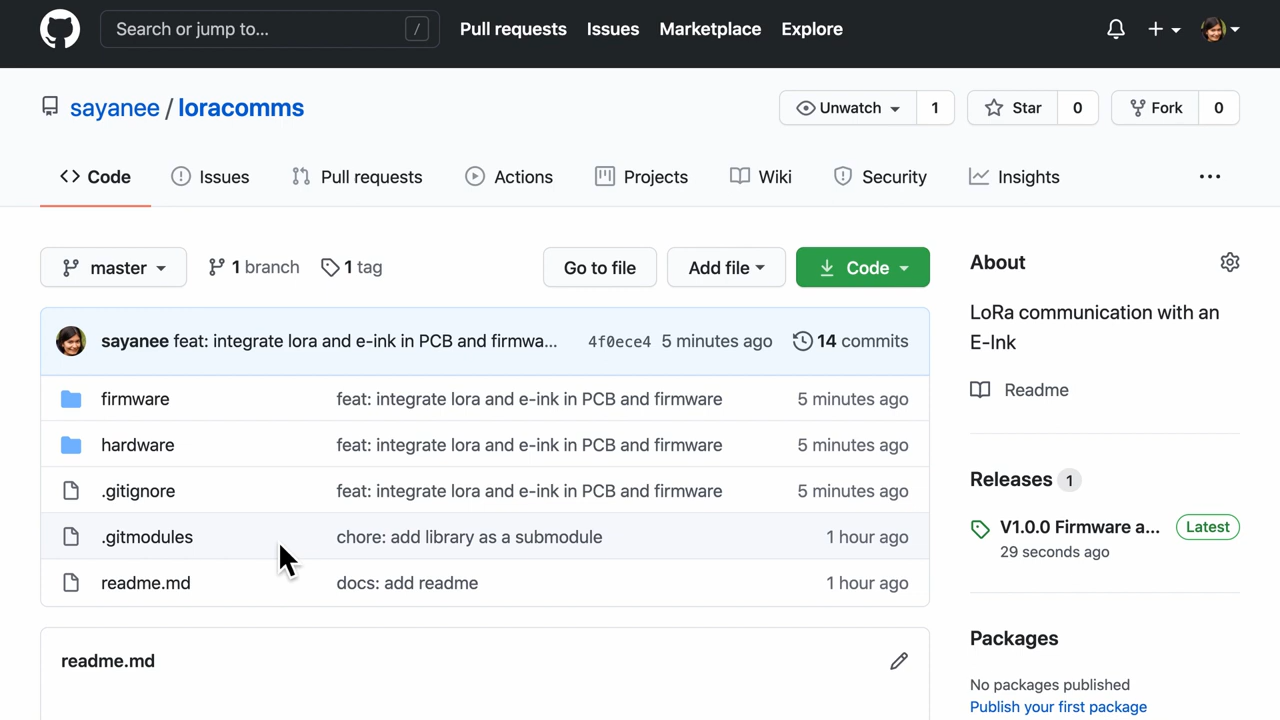 Search or jump to... /
Pull requests Issues Marketplace Explore
sayanee / loracomms
Unwatch 1 Star 0 Fork 0
Code Issues Pull requests Actions Projects Wiki Security Insights ...
master 1 branch 1 tag Go to file Add file Code
sayanee feat: integrate lora and e-ink in PCB and firmwa... 4f0ece4 5 minutes ago 14 commits
firmware feat: integrate lora and e-ink in PCB and firmware 5 minutes ago
hardware feat: integrate lora and e-ink in PCB and firmware 5 minutes ago
.gitignore feat: integrate lora and e-ink in PCB and firmware 5 minutes ago
.gitmodules chore: add library as a submodule 1 hour ago
readme.md docs: add readme 1 hour ago
readme.md
About
LoRa communication with an
E-Ink
Readme
Releases 1
V1.0.0 Firmware a... Latest
29 seconds ago
Packages
No packages published
Publish your first package